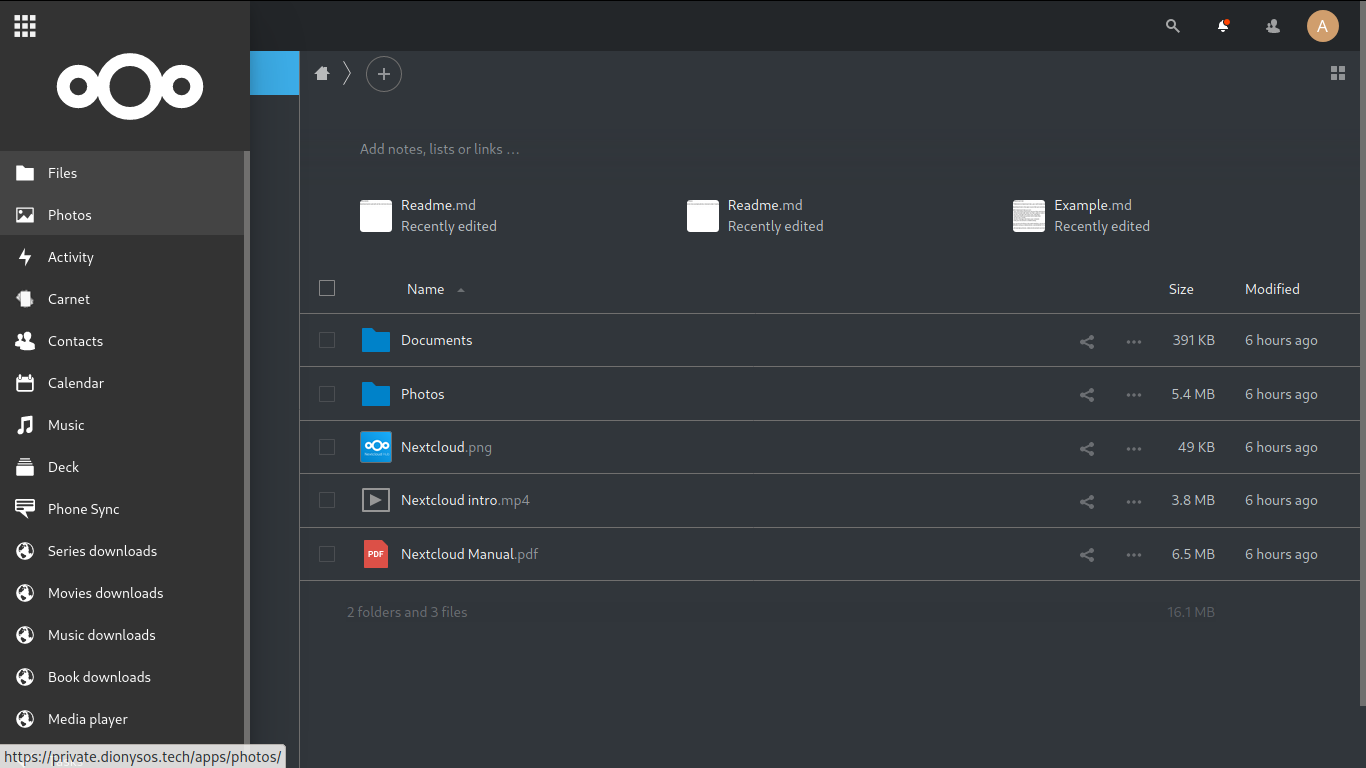 A
Files
Photos
Activity
Carnet
Contacts
Calendar
Music
Deck
Phone Sync
Series downloads
Movies downloads
Music downloads
Book downloads
Media player
https://private.dionysos.tech/apps/photos/
Add notes, lists or links …
Readme.md
Recently edited
Readme.md
Recently edited
Example.md
Recently edited
Name Size Modified
Documents 391 KB 6 hours ago
Photos 5.4 MB 6 hours ago
Nextcloud.png 49 KB 6 hours ago
Nextcloud intro.mp4 3.8 MB 6 hours ago
PDF Nextcloud Manual.pdf 6.5 MB 6 hours ago
2 folders and 3 files 16.1 MB